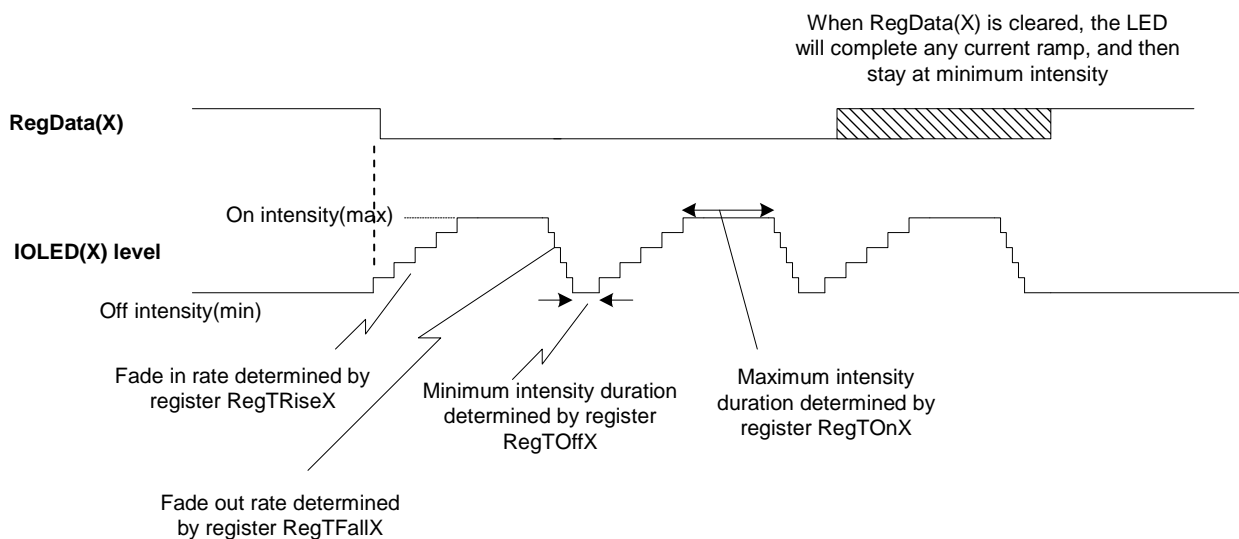 When RegData(X) is cleared, the LED
will complete any current ramp, and then
stay at minimum intensity
RegData(X)
On intensity(max)
IOLED(X) level
Off intensity(min)
Fade in rate determined by
register RegTRiseX
Minimum intensity duration
determined by register
RegTOffX
Maximum intensity
duration determined by
register RegTOnX
Fade out rate determined
by register RegTFallX